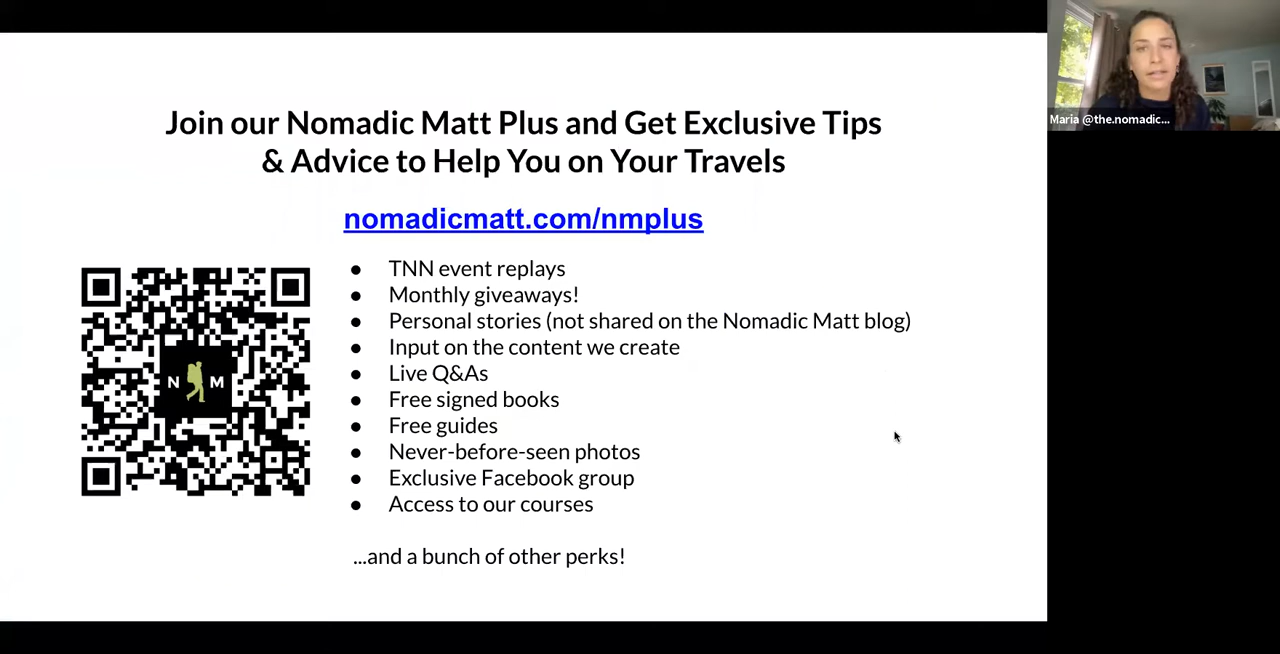 Join our Nomadic Matt Plus and Get Exclusive Tips
& Advice to Help You on Your Travels
nomadicmatt.com/nmplus
● TNN event replays
● Monthly giveaways!
● Personal stories (not shared on the Nomadic Matt blog)
● Input on the content we create
● Live Q&As
● Free signed books
● Free guides
● Never-before-seen photos
● Exclusive Facebook group
● Access to our courses
...and a bunch of other perks!
N M
Maria @the.nomadic...